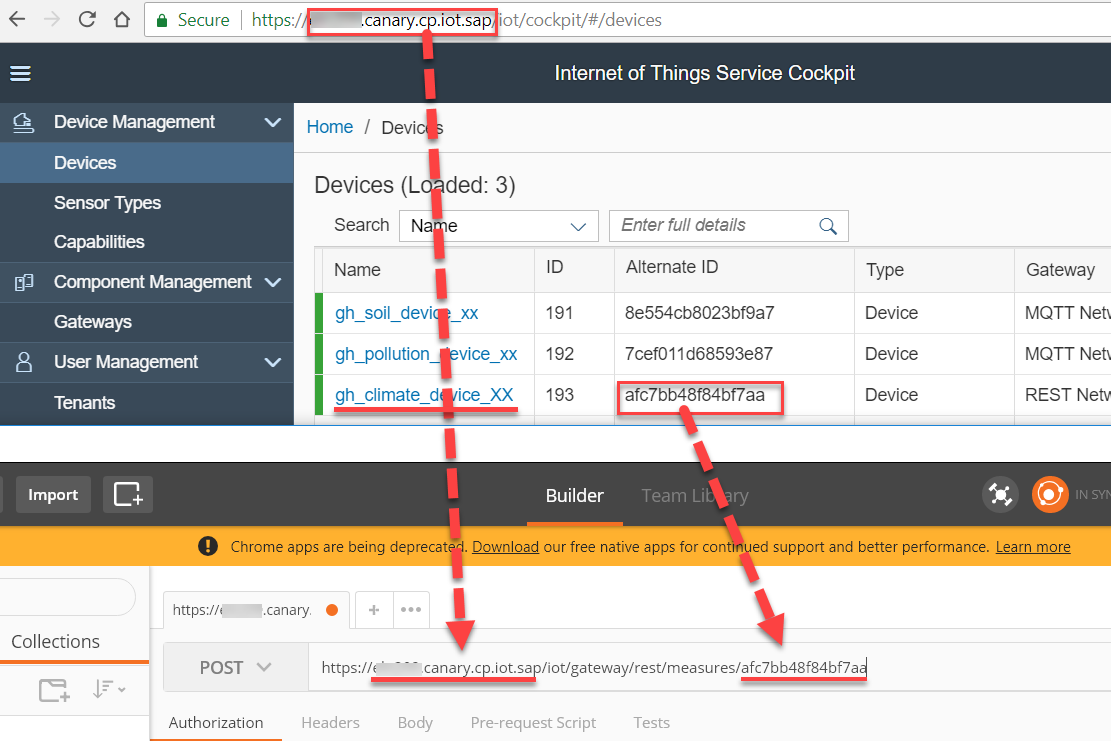 Secure https:// .canary.cp.iot.sap/iot/cockpit/#/devices
Internet of Things Service Cockpit
Device Management
Devices
Sensor Types
Capabilities
Component Management
Gateways
User Management
Tenants
Home / Devices
Devices (Loaded: 3)
Search Name Enter full details
Name ID Alternate ID Type Gateway
gh_soil_device_xx 191 8e554cb8023bf9a7 Device MQTT Netw
gh_pollution_device_xx 192 7cef011d68593e87 Device MQTT Netw
gh_climate_device_XX 193 afc7bb48f84bf7aa Device REST Netw
Import Builder Team Library IN SYN
Chrome apps are being deprecated. Download our free native apps for continued support and better performance. Learn more
https:// .canary. + •••
Collections
POST https:// .canary.cp.iot.sap/iot/gateway/rest/measures/afc7bb48f84bf7aa
Authorization Headers Body Pre-request Script Tests